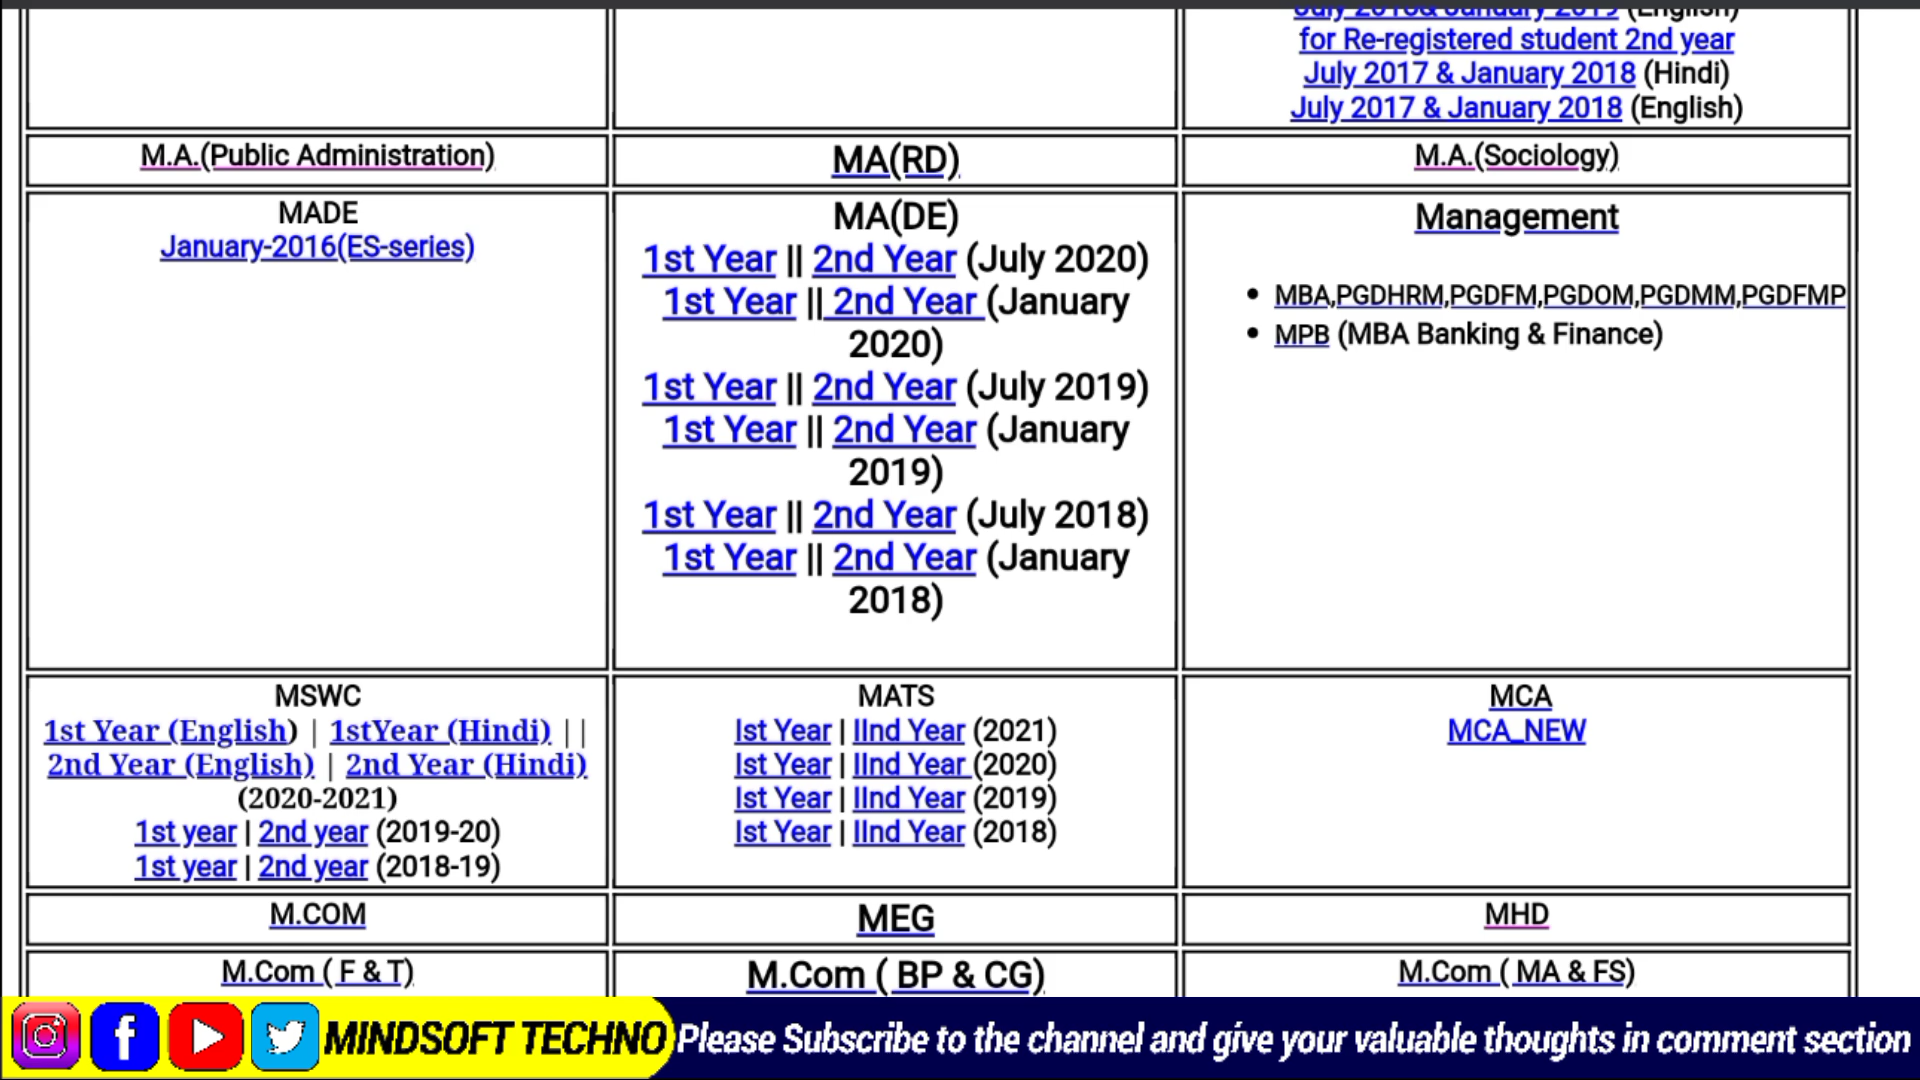 July 2018& January 2019 (English)
for Re-registered student 2nd year
July 2017 & January 2018 (Hindi)
July 2017 & January 2018 (English)
M.A.(Public Administration)
MA(RD)
M.A.(Sociology)
MADE
January-2016(ES-series)
MA(DE)
1st Year || 2nd Year (July 2020)
1st Year || 2nd Year (January
2020)
1st Year || 2nd Year (July 2019)
1st Year || 2nd Year (January
2019)
1st Year || 2nd Year (July 2018)
1st Year || 2nd Year (January
2018)
Management
• MBA,PGDHRM,PGDFM,PGDOM,PGDMM,PGDFMP
• MPB (MBA Banking & Finance)
MSWC
1st Year (English) | 1stYear (Hindi) ||
2nd Year (English) | 2nd Year (Hindi)
(2020-2021)
1st year | 2nd year (2019-20)
1st year | 2nd year (2018-19)
MATS
Ist Year | IInd Year (2021)
Ist Year | IInd Year (2020)
Ist Year | IInd Year (2019)
Ist Year | IInd Year (2018)
MCA
MCA_NEW
M.COM
MEG
MHD
M.Com ( F & T)
M.Com ( BP & CG)
M.Com ( MA & FS)
MINDSOFT TECHNO
Please Subscribe to the channel and give your valuable thoughts in comment section